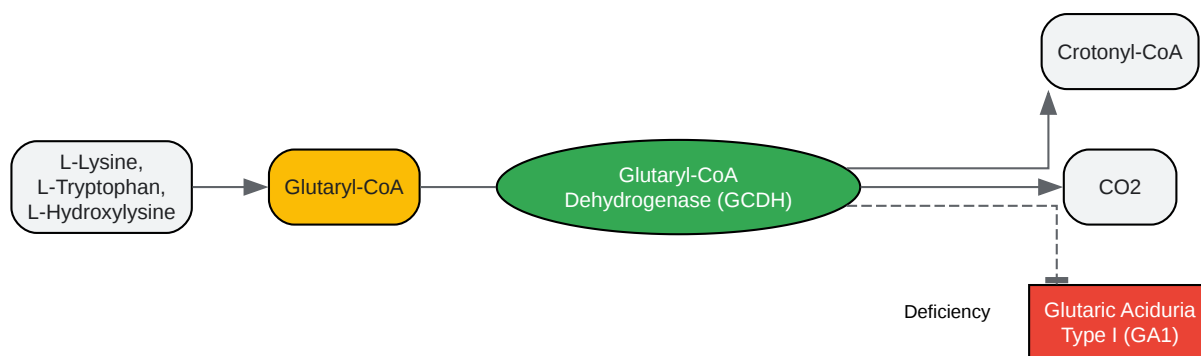 L-Lysine,
L-Tryptophan,
L-Hydroxylysine
Glutaryl-CoA
Glutaryl-CoA
Dehydrogenase (GCDH)
Crotonyl-CoA
CO2
Deficiency
Glutaric Aciduria
Type I (GA1)